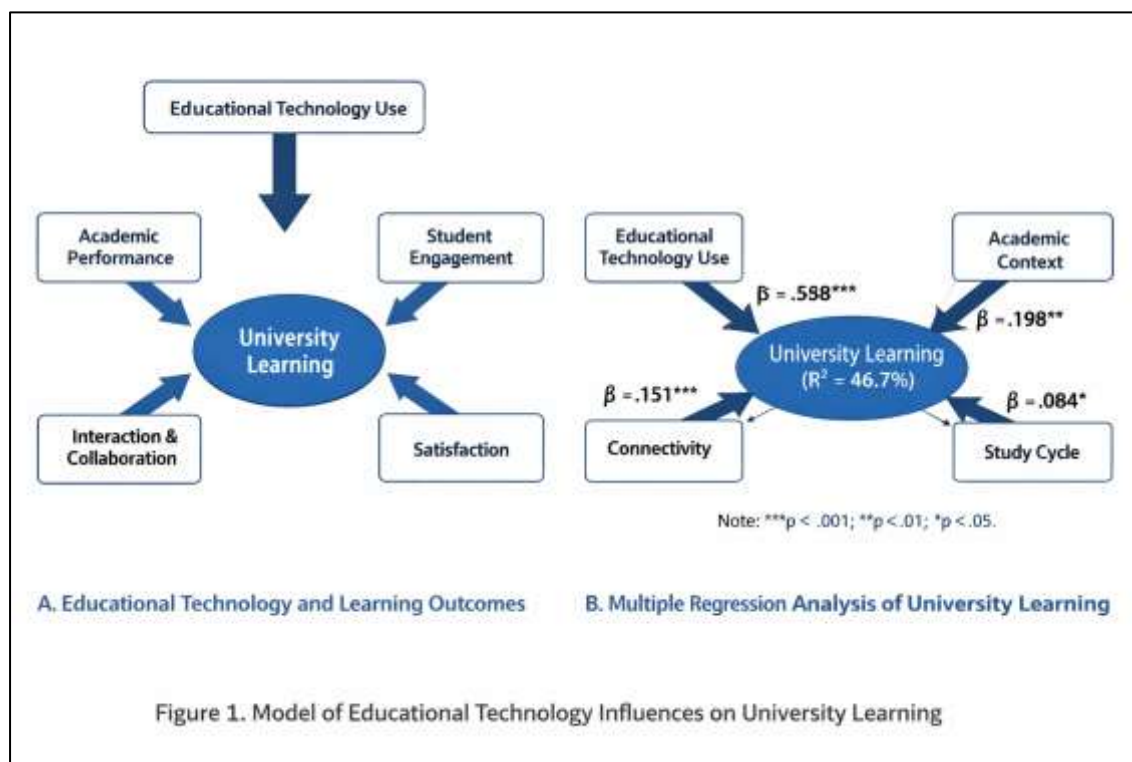 Educational Technology Use
Academic
Performance
Student
Engagement
University
Learning
Interaction &
Collaboration
Satisfaction
Educational
Technology Use
Academic
Context
β = .588***
β = .198**
University Learning
(R² = 46.7%)
β = .151***
β = .084*
Connectivity
Study Cycle
Note: ***p < .001; **p < .01; *p < .05.
A. Educational Technology and Learning Outcomes
B. Multiple Regression Analysis of University Learning
Figure 1. Model of Educational Technology Influences on University Learning